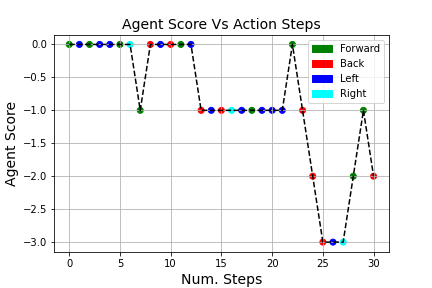 Agent Score Vs Action Steps
0.0
−0.5
−1.0
−1.5
−2.0
−2.5
−3.0
Agent Score
Forward
Back
Left
Right
0 5 10 15 20 25 30
Num. Steps